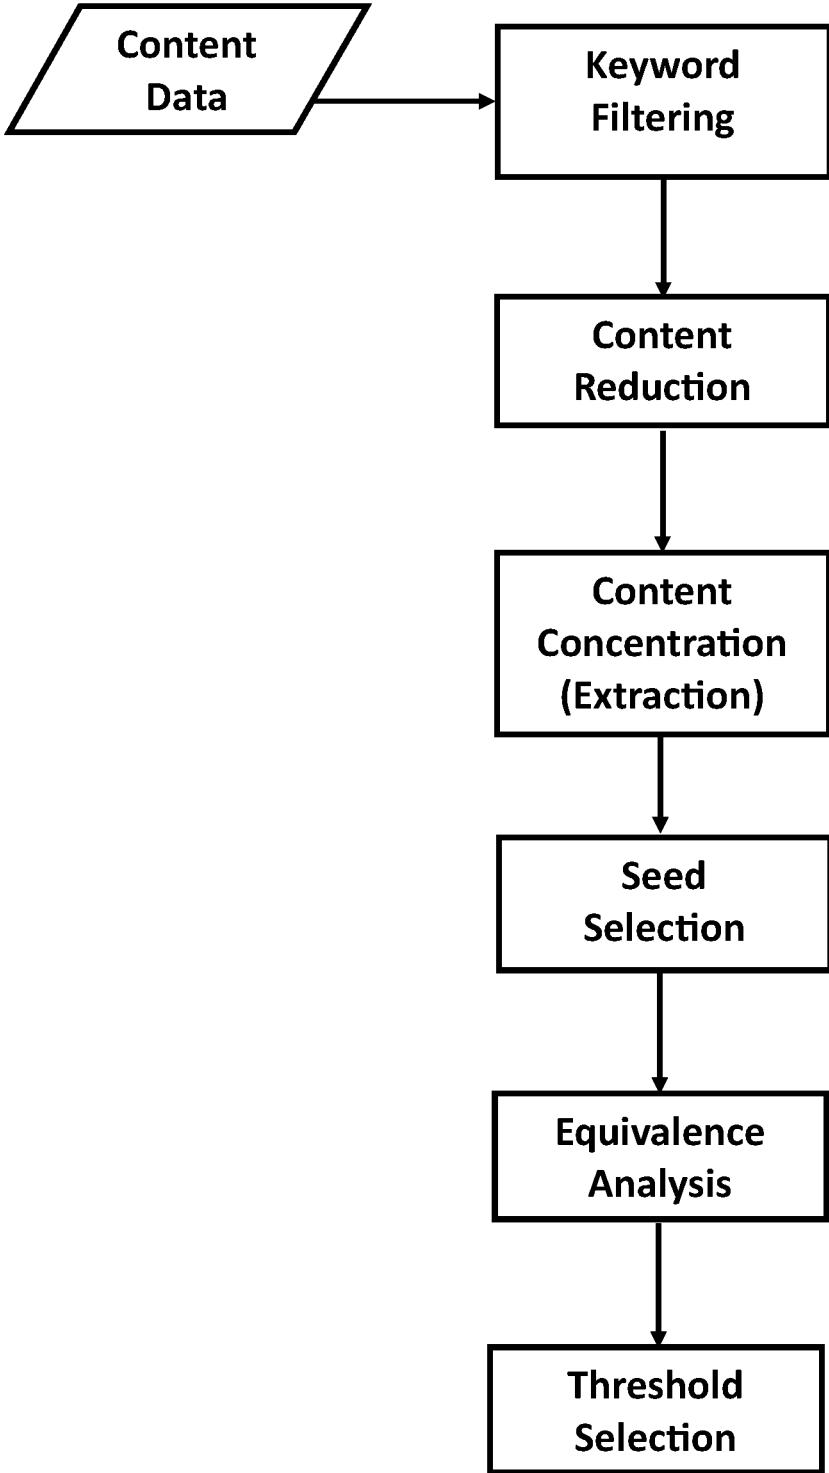 Content
Data
Keyword
Filtering
Content
Reduction
Content
Concentration
(Extraction)
Seed
Selection
Equivalence
Analysis
Threshold
Selection